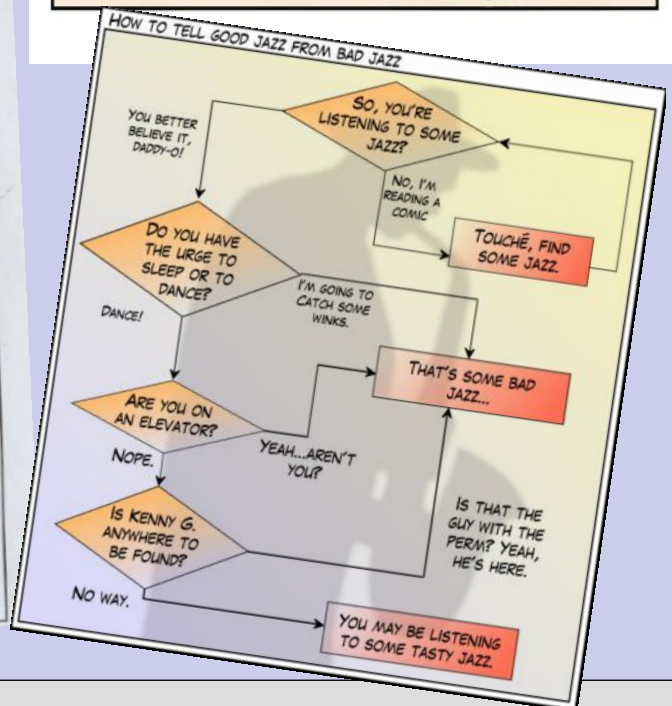 HOW TO TELL GOOD JAZZ FROM BAD JAZZ
SO, YOU'RE
LISTENING TO SOME
JAZZ?
YOU BETTER
BELIEVE IT,
DADDY-O!
NO, I'M
READING A
COMIC
TOUCHÉ, FIND
SOME JAZZ.
DO YOU HAVE
THE URGE TO
SLEEP OR TO
DANCE?
I'M GOING TO
CATCH SOME
WINKS.
DANCE!
THAT'S SOME BAD
JAZZ...
ARE YOU ON
AN ELEVATOR?
YEAH...AREN'T
YOU?
NOPE.
IS KENNY G.
ANYWHERE TO
BE FOUND?
IS THAT THE
GUY WITH THE
PERM? YEAH,
HE'S HERE.
NO WAY.
YOU MAY BE LISTENING
TO SOME TASTY JAZZ.